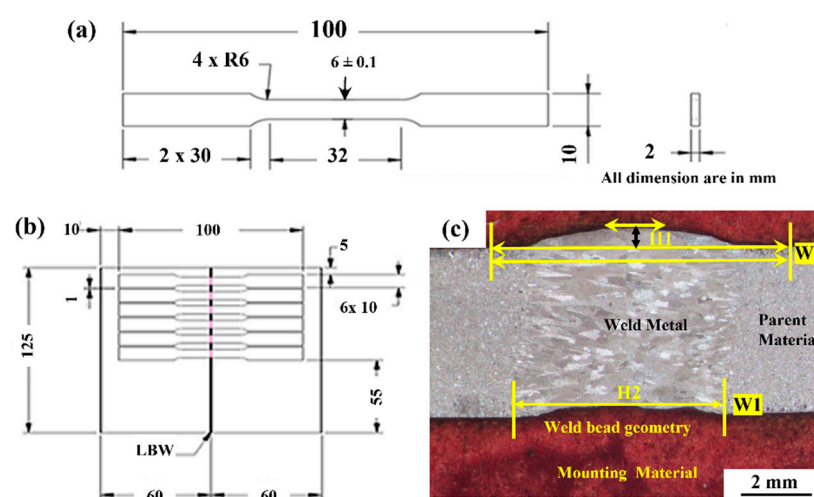 (a)
100
4 x R6
6 ± 0.1
2 x 30
32
10
2
All dimension are in mm
(b)
10
100
5
1
6x 10
125
55
LBW
60
60
(c)
H1
W
Weld Metal
Parent
Materia
H2
W1
Weld bead geometry
Mounting Material
2 mm